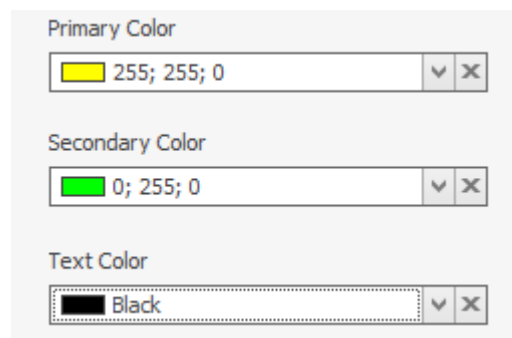 Primary Color
255; 255; 0
Secondary Color
0; 255; 0
Text Color
Black